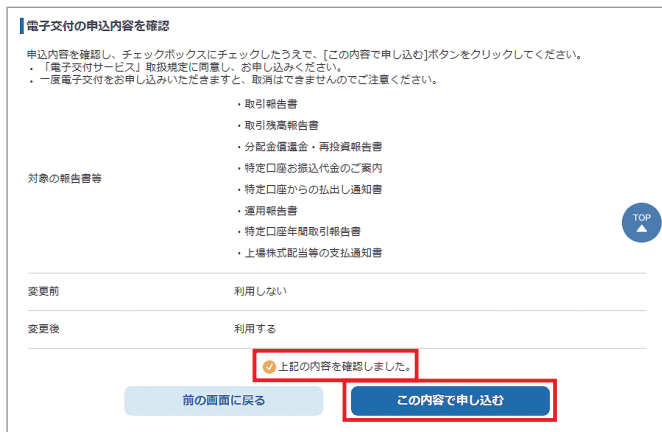 電子交付の申込内容を確認
申込内容を確認し、チェックボックスにチェックしたうえで、[この内容で申し込む]ボタンをクリックしてください。
・「電子交付サービス」取扱規定に同意し、お申し込みください。
・一度電子交付をお申し込みいただきますと、取消はできませんのでご注意ください。
対象の報告書等
・取引報告書
・取引残高報告書
・分配金償還金・再投資報告書
・特定口座お振込代金のご案内
・特定口座からの払出し通知書
・運用報告書
・特定口座年間取引報告書
・上場株式配当等の支払通知書
TOP
変更前 利用しない
変更後 利用する
上記の内容を確認しました。
前の画面に戻る この内容で申し込む